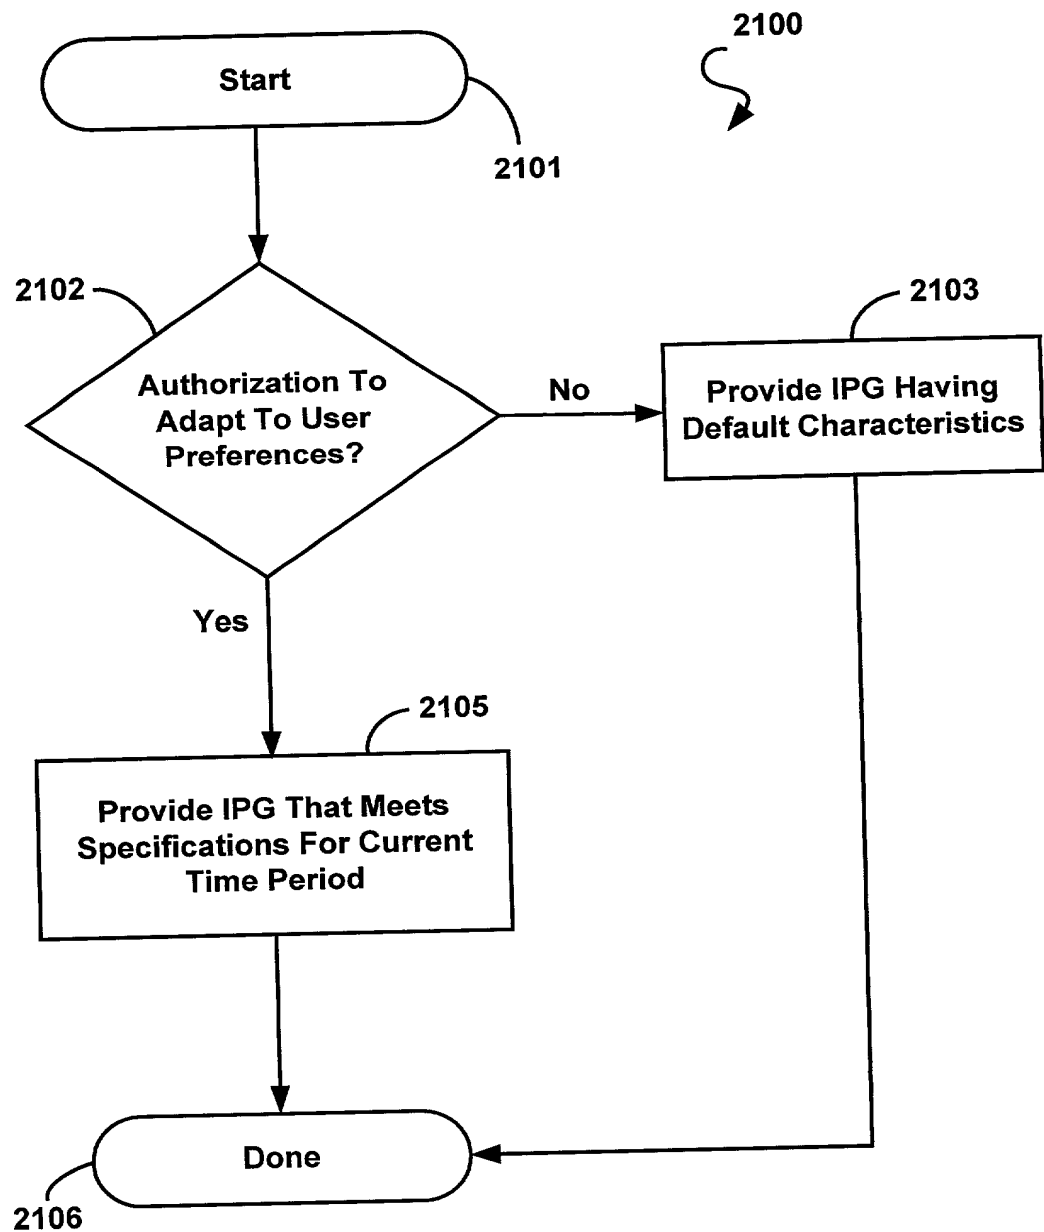 2100
Start
2101
2102
2103
Authorization To
Adapt To User
Preferences?
No
Provide IPG Having
Default Characteristics
Yes
2105
Provide IPG That Meets
Specifications For Current
Time Period
Done
2106